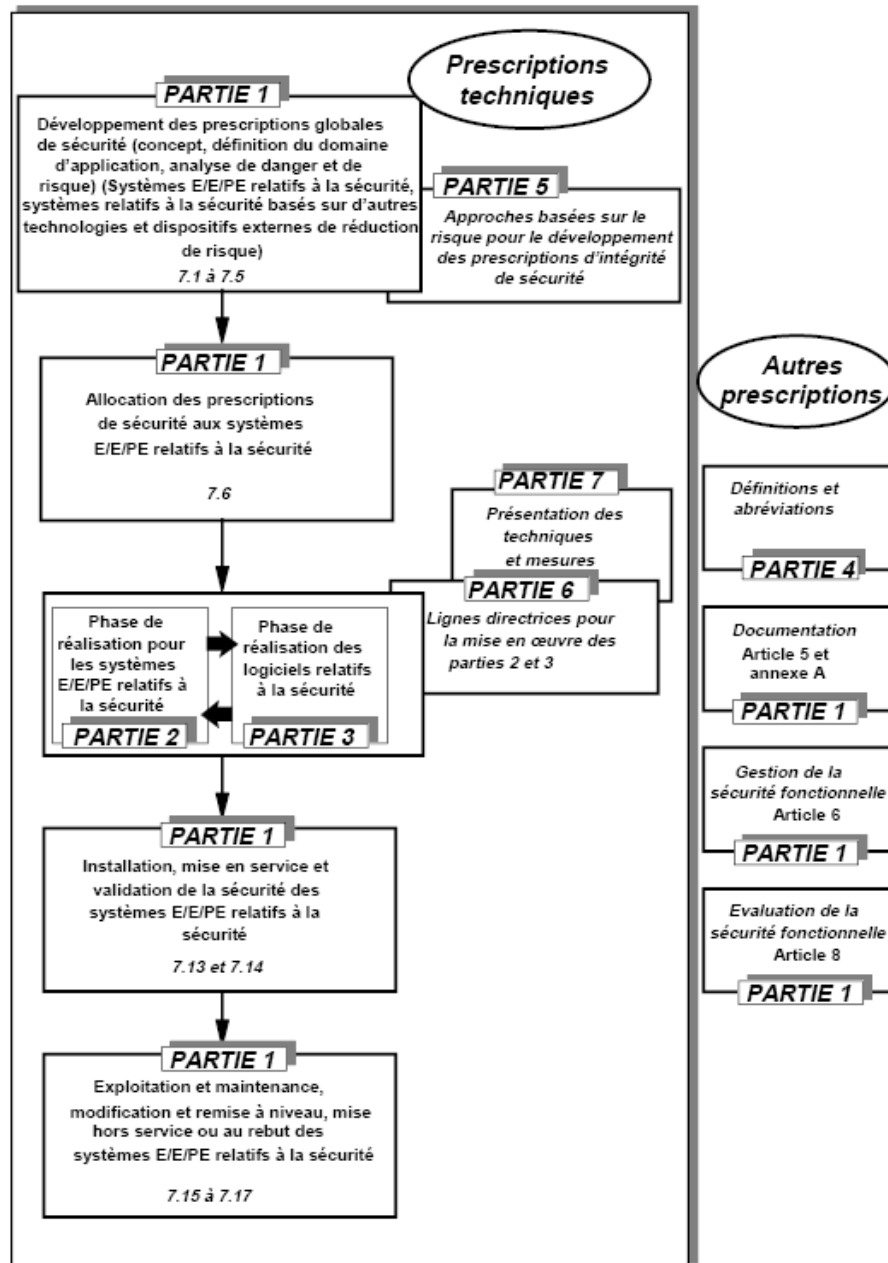 Prescriptions
techniques
PARTIE 1
Développement des prescriptions globales
de sécurité (concept, définition du domaine
d'application, analyse de danger et de
risque) (Systèmes E/E/PE relatifs à la sécurité,
systèmes relatifs à la sécurité basés sur d'autres
technologies et dispositifs externes de réduction
de risque)
7.1 à 7.5
PARTIE 5
Approches basées sur le
risque pour le développement
des prescriptions d'intégrité
de sécurité
PARTIE 1
Allocation des prescriptions
de sécurité aux systèmes
E/E/PE relatifs à la sécurité
7.6
PARTIE 7
Présentation des
techniques
et mesures
PARTIE 6
Lignes directrices pour
la mise en œuvre des
parties 2 et 3
Phase de
réalisation pour
les systèmes
E/E/PE relatifs à
la sécurité
PARTIE 2
Phase de
réalisation des
logiciels relatifs
à la sécurité
PARTIE 3
PARTIE 1
Installation, mise en service et
validation de la sécurité des
systèmes E/E/PE relatifs à la
sécurité
7.13 et 7.14
PARTIE 1
Exploitation et maintenance,
modification et remise à niveau, mise
hors service ou au rebut des
systèmes E/E/PE relatifs à la sécurité
7.15 à 7.17
Autres
prescriptions
Définitions et
abréviations
PARTIE 4
Documentation
Article 5 et
annexe A
PARTIE 1
Gestion de la
sécurité fonctionnelle
Article 6
PARTIE 1
Evaluation de la
sécurité fonctionnelle
Article 8
PARTIE 1